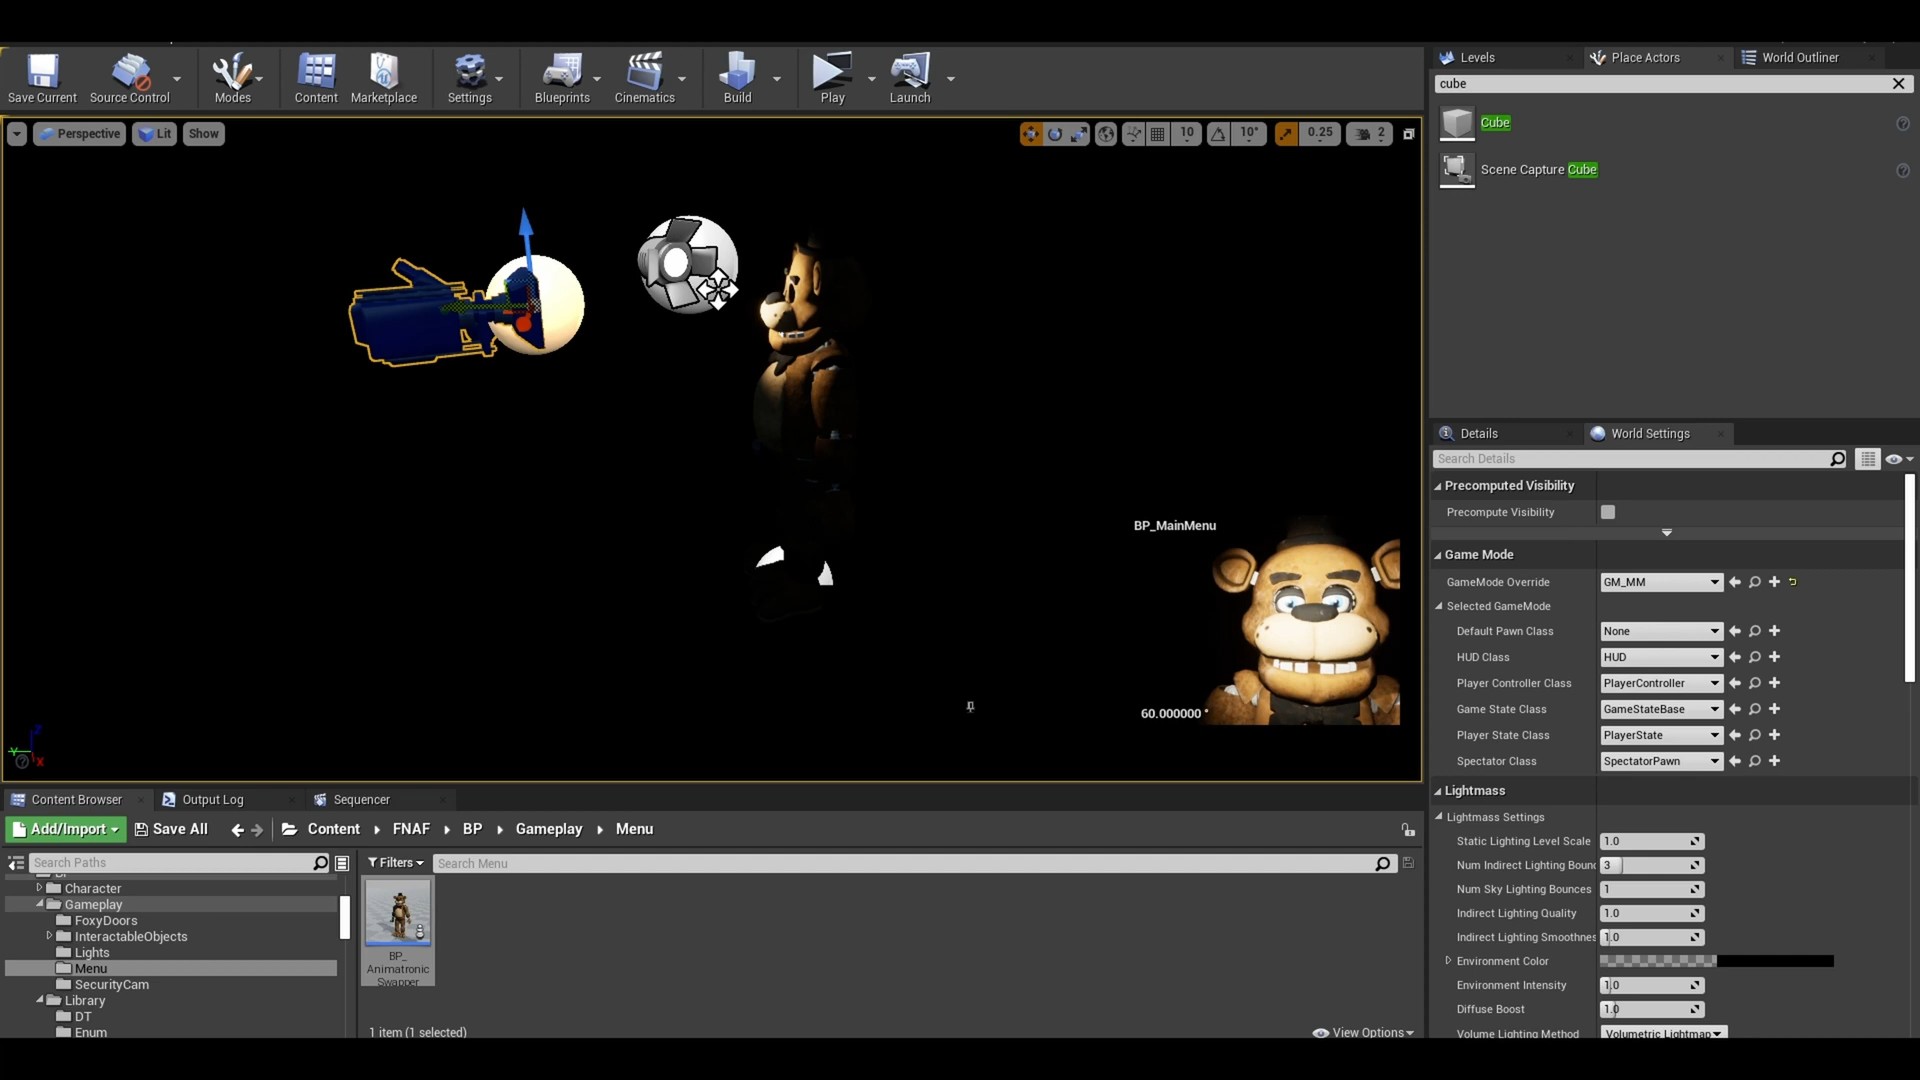 Save Current
Source Control
Modes
Content
Marketplace
Settings
Blueprints
Cinematics
Build
Play
Launch
Perspective
Lit
Show
10
10°
0.25
2
BP_MainMenu
60.000000 °
Levels
Place Actors
World Outliner
cube
Cube
Scene Capture Cube
Details
World Settings
Search Details
Precomputed Visibility
Precompute Visibility
Game Mode
GameMode Override GM_MM
Selected GameMode
Default Pawn Class None
HUD Class HUD
Player Controller Class PlayerController
Game State Class GameStateBase
Player State Class PlayerState
Spectator Class SpectatorPawn
Lightmass
Lightmass Settings
Static Lighting Level Scale 1.0
Num Indirect Lighting Bounc 3
Num Sky Lighting Bounces 1
Indirect Lighting Quality 1.0
Indirect Lighting Smoothnes 1.0
Environment Color
Environment Intensity 1.0
Diffuse Boost 1.0
Volume Lighting Method Volumetric Lightmap
Content Browser
Output Log
Sequencer
Add/Import
Save All
Content
FNAF
BP
Gameplay
Menu
Search Paths
Filters
Search Menu
Character
Gameplay
FoxyDoors
InteractableObjects
Lights
Menu
SecurityCam
Library
DT
Enum
BP_
Animatronic
Swapper
1 item (1 selected)
View Options